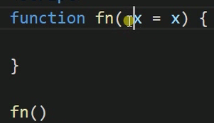 function fn( x = x) {
}
fn()